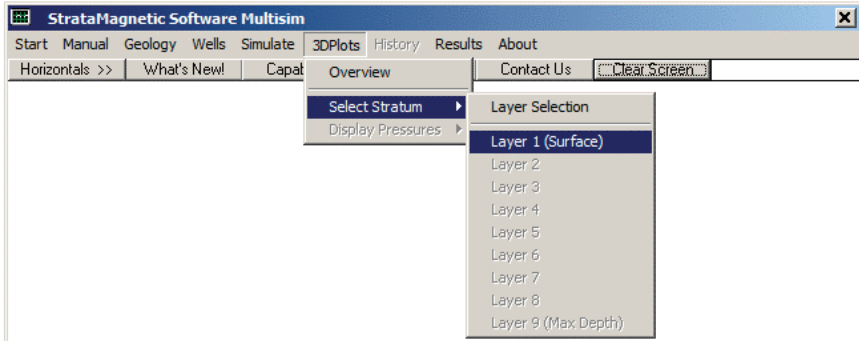 StrataMagnetic Software Multisim
Start Manual Geology Wells Simulate 3DPlots History Results About
Horizontals >> What's New! Capab Contact Us Clear Screen
Overview
Select Stratum
Display Pressures
Layer Selection
Layer 1 (Surface)
Layer 2
Layer 3
Layer 4
Layer 5
Layer 6
Layer 7
Layer 8
Layer 9 (Max Depth)